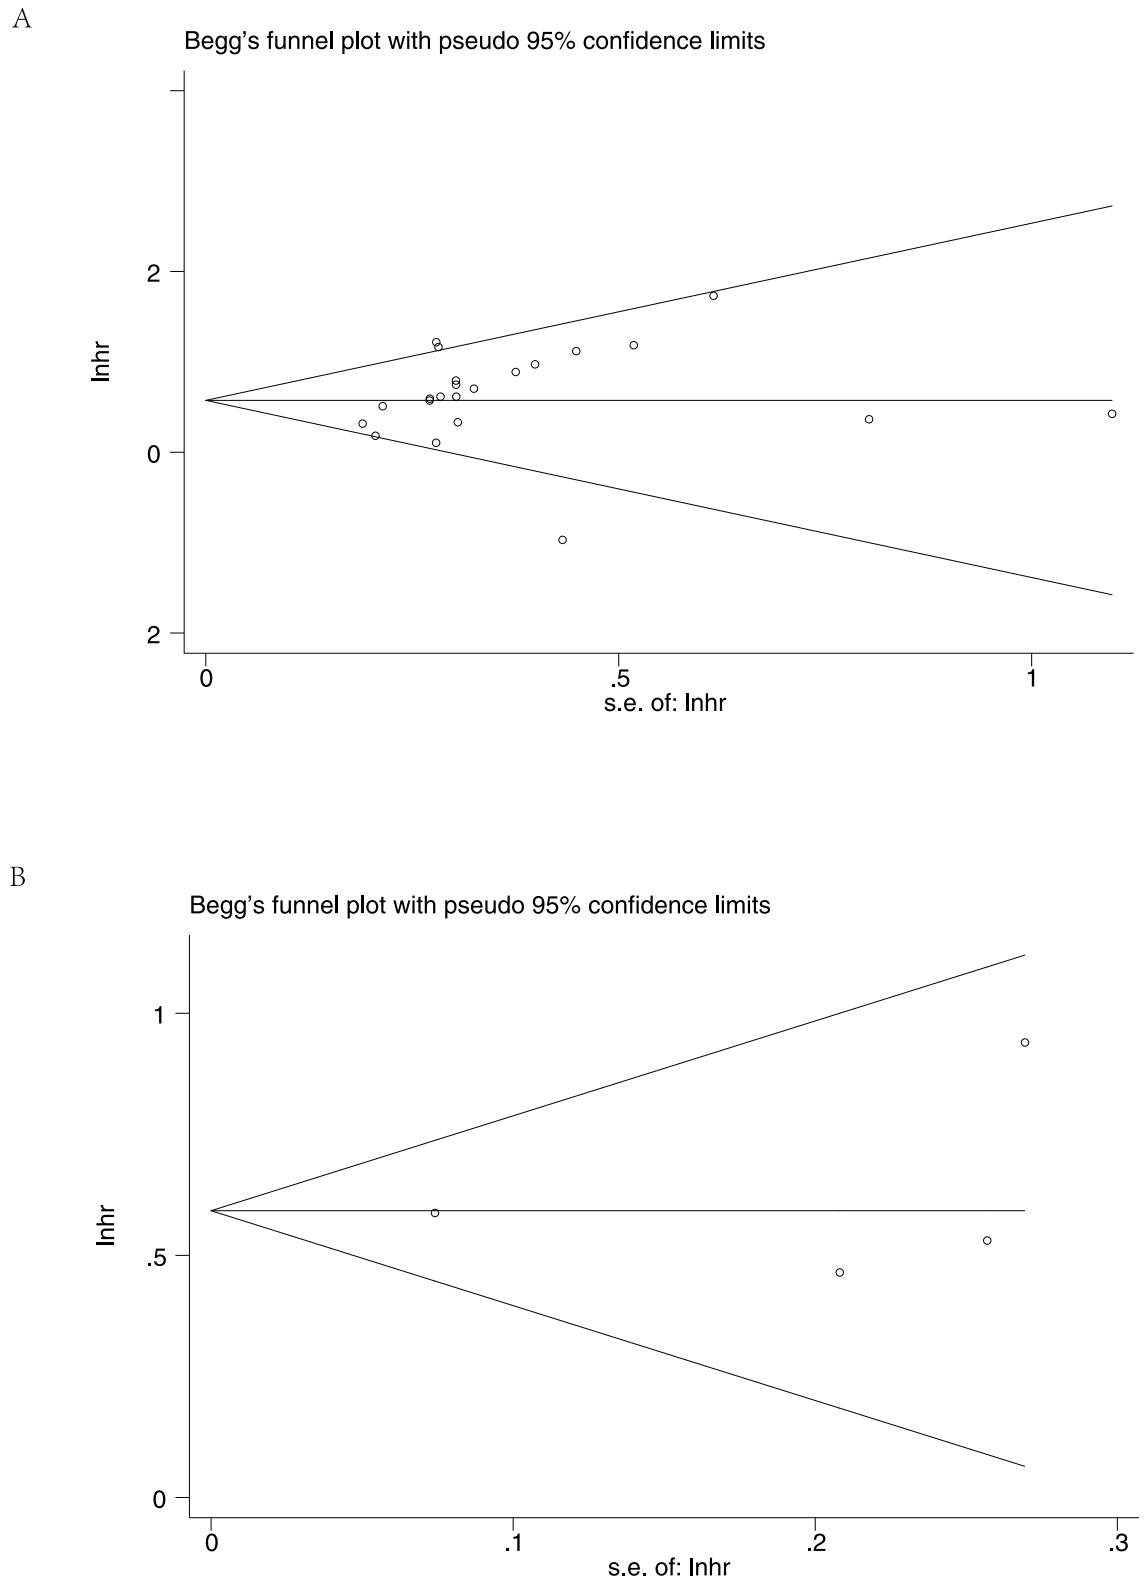 A
Begg's funnel plot with pseudo 95% confidence limits
2
lnhr
0
2
0 .5 1
s.e. of: lnhr
B
Begg's funnel plot with pseudo 95% confidence limits
1
lnhr
.5
0
0 .1 .2 .3
s.e. of: lnhr